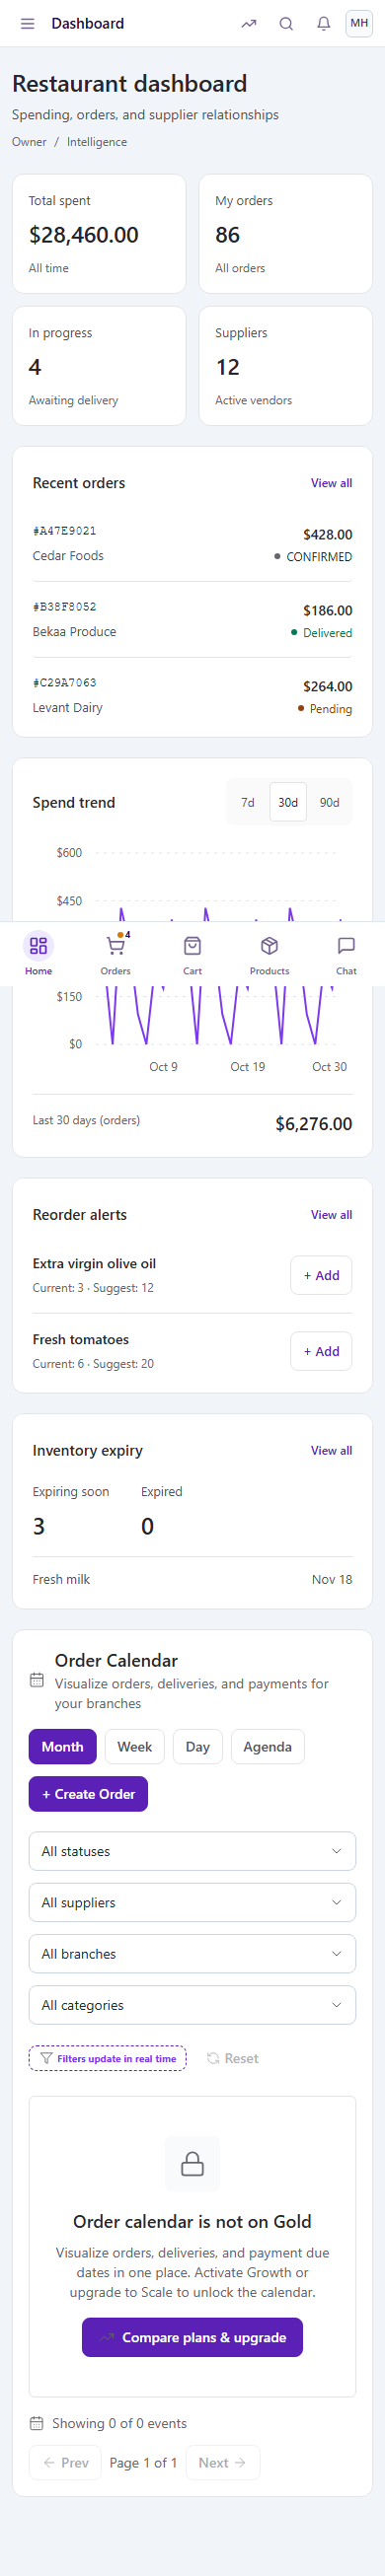 Dashboard
MH
Restaurant dashboard
Spending, orders, and supplier relationships
Owner / Intelligence
Total spent
$28,460.00
All time
My orders
86
All orders
In progress
4
Awaiting delivery
Suppliers
12
Active vendors
Recent orders
View all
#A47E9021
$428.00
Cedar Foods
CONFIRMED
#B38F8052
$186.00
Bekaa Produce
Delivered
#C29A7063
$264.00
Levant Dairy
Pending
Spend trend
7d 30d 90d
$600
$450
4
Home Orders Cart Products Chat
$150
$0
Oct 9 Oct 19 Oct 30
Last 30 days (orders)
$6,276.00
Reorder alerts
View all
Extra virgin olive oil
Current: 3 · Suggest: 12
+ Add
Fresh tomatoes
Current: 6 · Suggest: 20
+ Add
Inventory expiry
View all
Expiring soon
3
Expired
0
Fresh milk
Nov 18
Order Calendar
Visualize orders, deliveries, and payments for
your branches
Month Week Day Agenda
+ Create Order
All statuses
All suppliers
All branches
All categories
Filters update in real time
Reset
Order calendar is not on Gold
Visualize orders, deliveries, and payment due
dates in one place. Activate Growth or
upgrade to Scale to unlock the calendar.
Compare plans & upgrade
Showing 0 of 0 events
← Prev Page 1 of 1 Next →